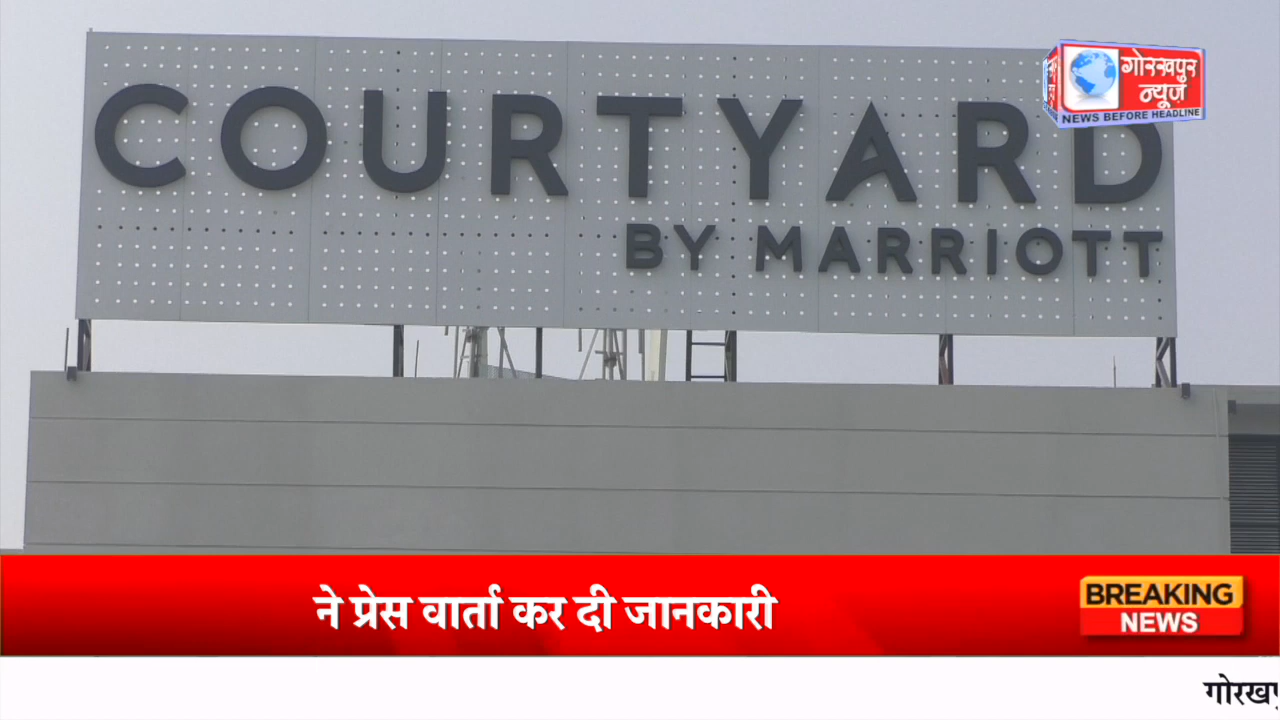 COURTYARD
BY MARRIOTT
गोरखपुर
न्यूज़
NEWS BEFORE HEADLINE
ने प्रेस वार्ता कर दी जानकारी
BREAKING
NEWS